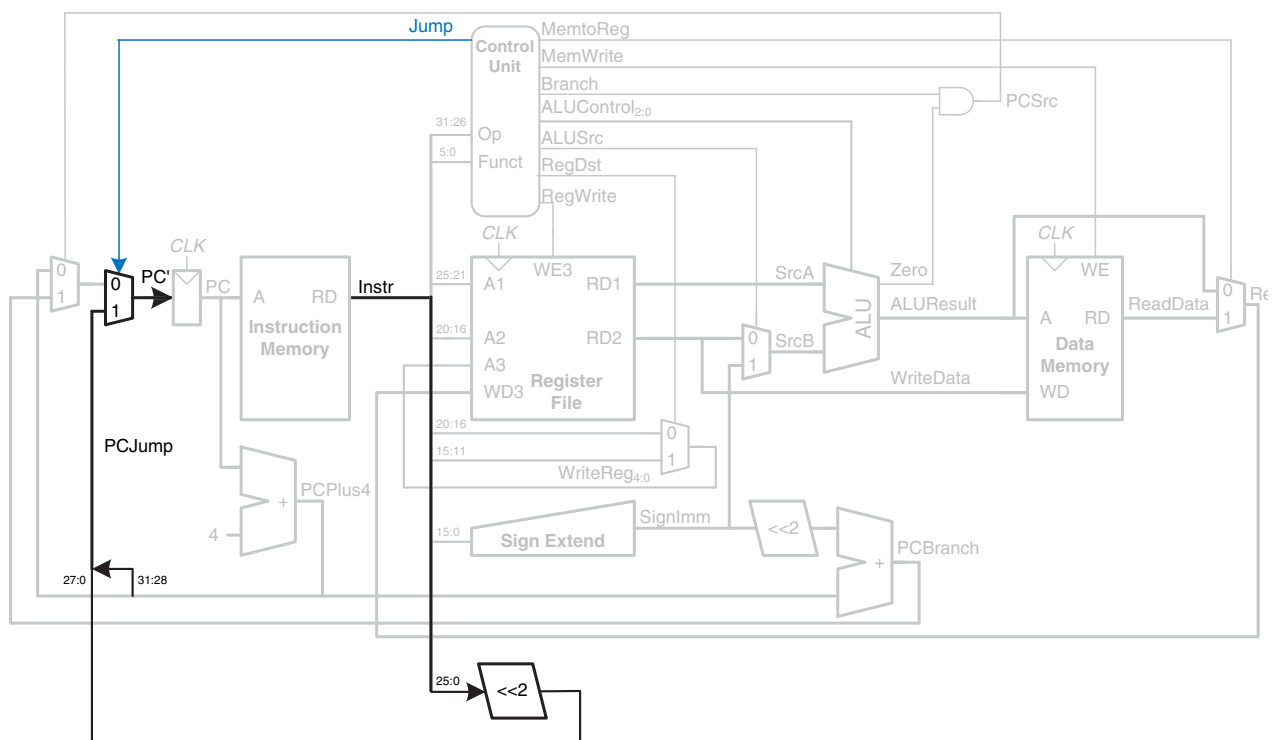 Jump
MemtoReg
Control
Unit
MemWrite
Branch
PCSrc
ALUControl2:0
31:26
Op
ALUSrc
5:0
Funct
RegDst
RegWrite
CLK
CLK
CLK
0
1
0
1
PC'
PC
A
RD
Instruction
Memory
Instr
25:21
A1
WE3
RD1
SrcA
Zero
WE
0
1
Re
20:16
A2
RD2
0
1
SrcB
ALU
ALUResult
A
RD
ReadData
Data
Memory
A3
WD3
Register
File
WriteData
WD
20:16
0
15:11
1
WriteReg4:0
PCJump
PCPlus4
+
4
15:0
Sign Extend
SignImm
<<2
PCBranch
+
27:0
31:28
25:0
<<2